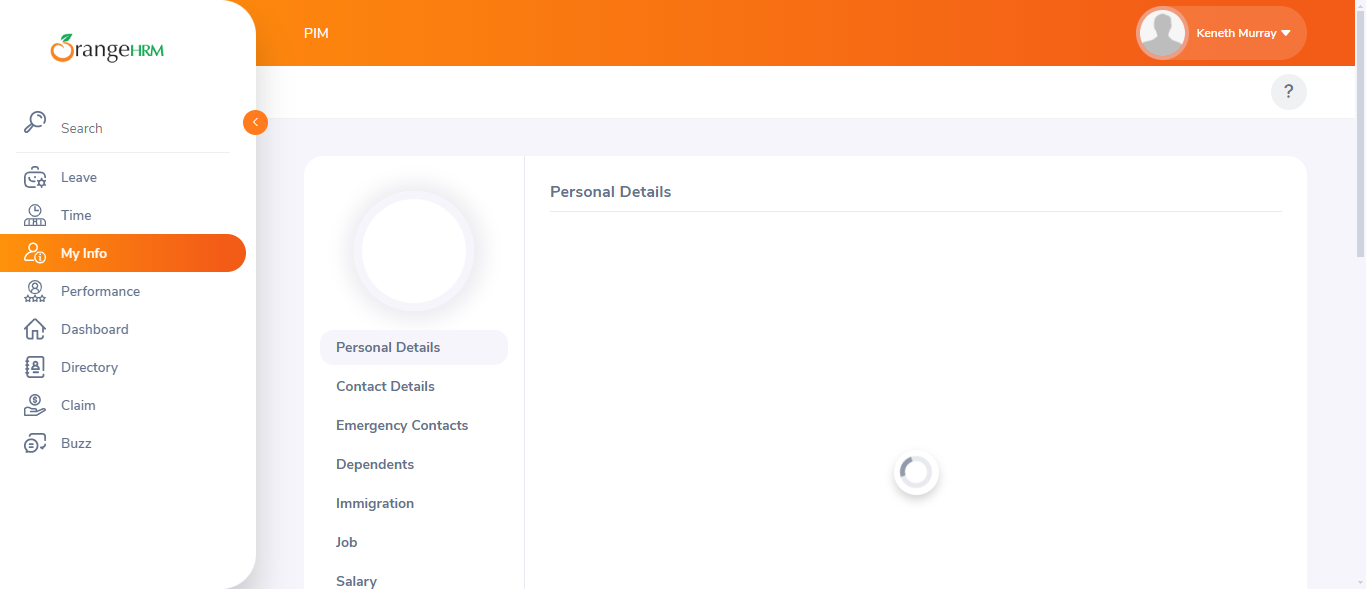 OrangeHRM
Search
Leave
Time
My Info
Performance
Dashboard
Directory
Claim
Buzz
PIM
Keneth Murray
?
Personal Details
Contact Details
Emergency Contacts
Dependents
Immigration
Job
Salary
Personal Details